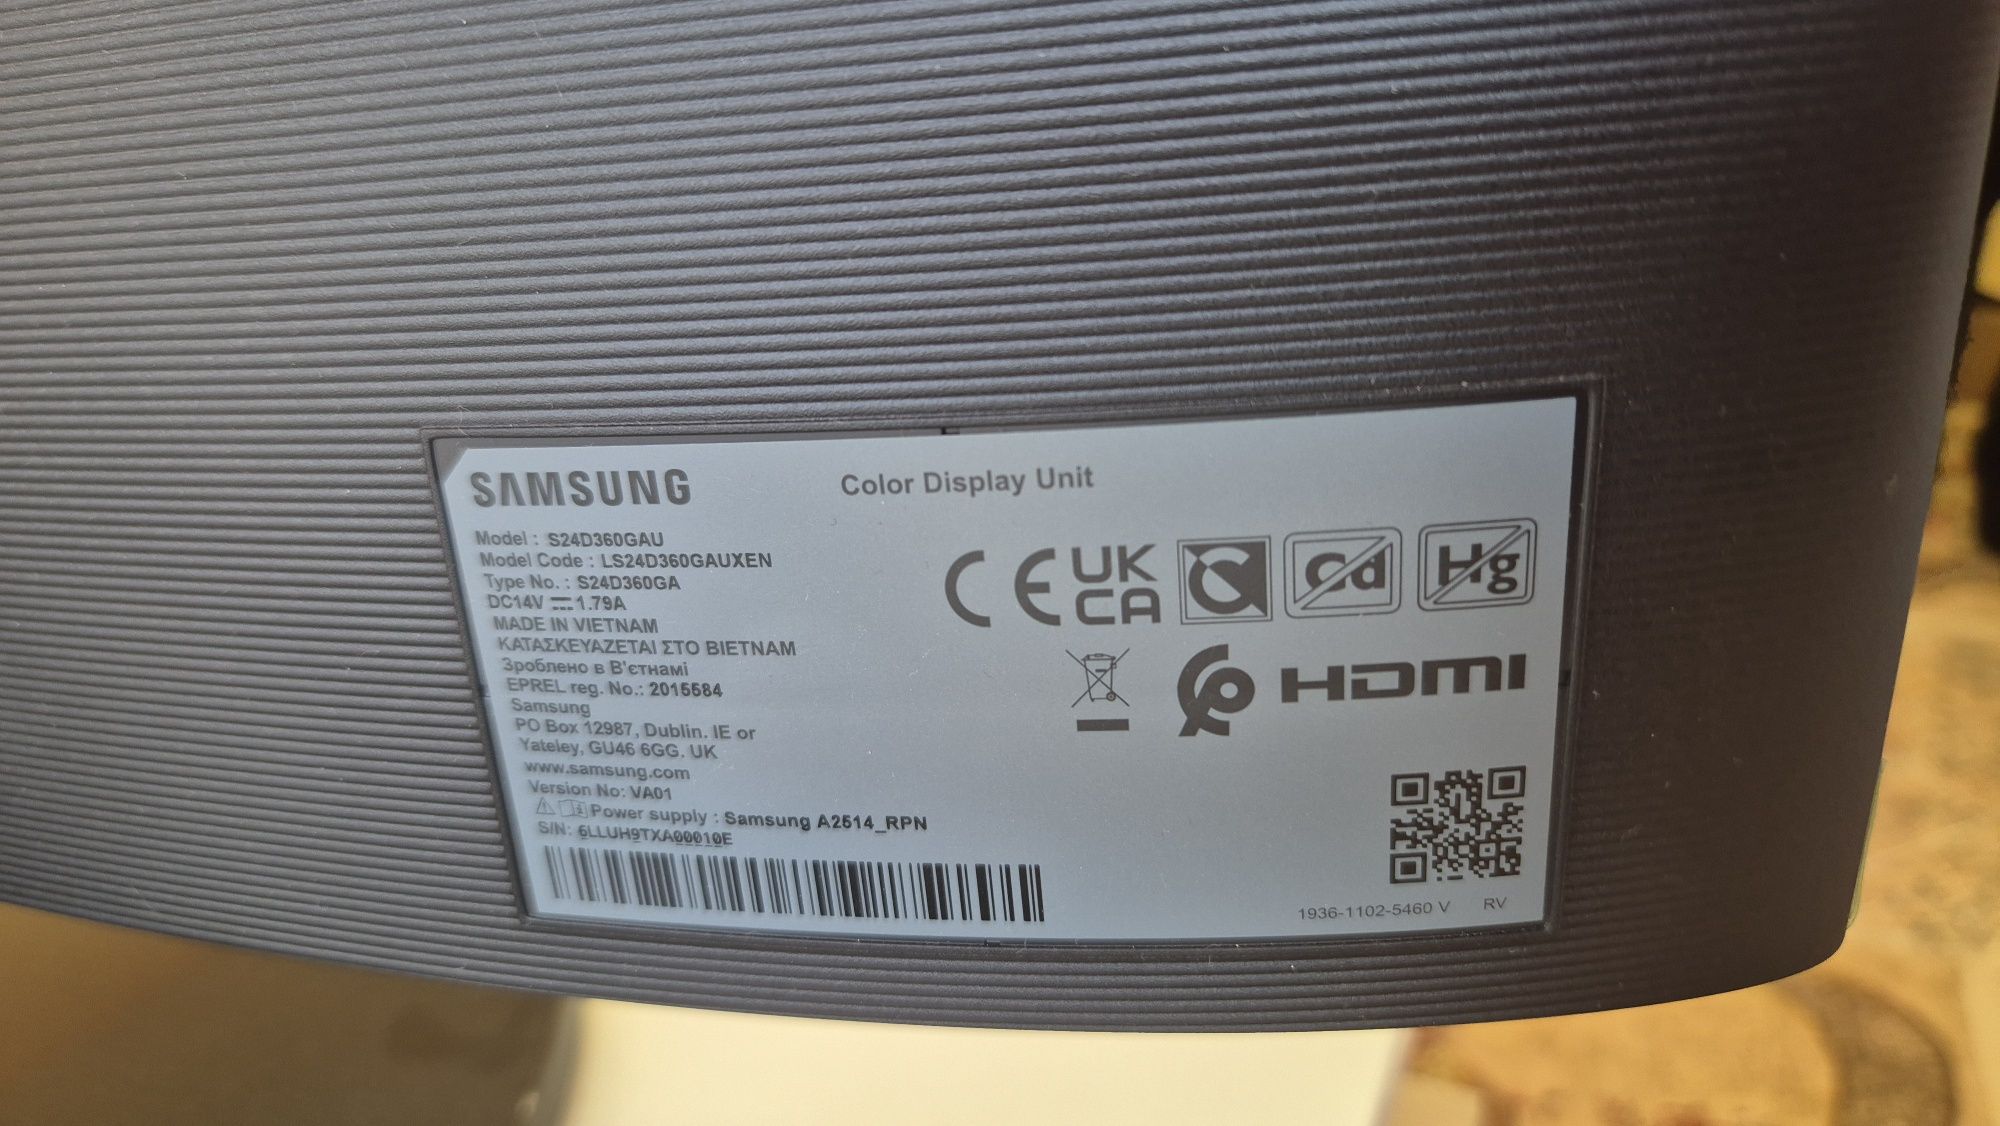 SAMSUNG
Color Display Unit
Model : S24D360GAU
Model Code : LS24D360GAUXEN
Type No. : S24D360GA
DC14V ⎓ 1.79A
MADE IN VIETNAM
ΚΑΤΑΣΚΕΥΑΖΕΤΑΙ ΣΤΟ ΒΙΕΤΝΑΜ
Зроблено в В'єтнамі
EPREL reg. No.: 2015584
Samsung
PO Box 12987, Dublin. IE or
Yateley, GU46 6GG. UK
www.samsung.com
Version No: VA01
Power supply : Samsung A2514_RPN
S/N: 6LLUH9TXA00010E
CE
UK
CA
Cd
Hg
HDMI
1936-1102-5460 V RV